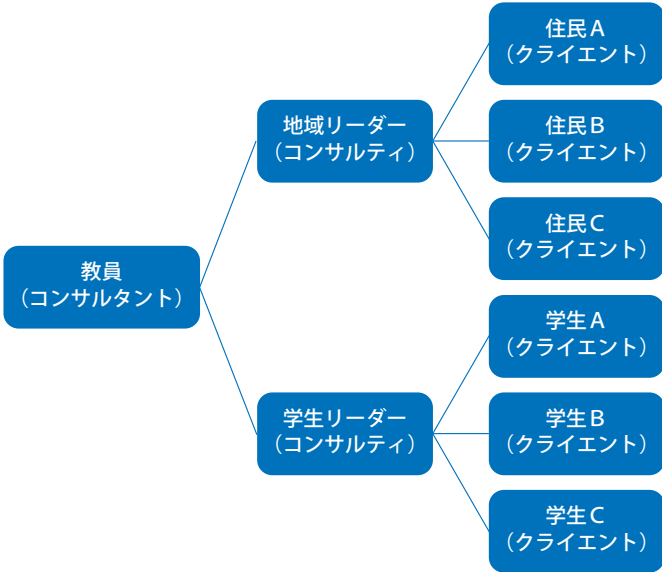 住民A
（クライエント）
地域リーダー
（コンサルティ）
住民B
（クライエント）
住民C
（クライエント）
教員
（コンサルタント）
学生A
（クライエント）
学生リーダー
（コンサルティ）
学生B
（クライエント）
学生C
（クライエント）